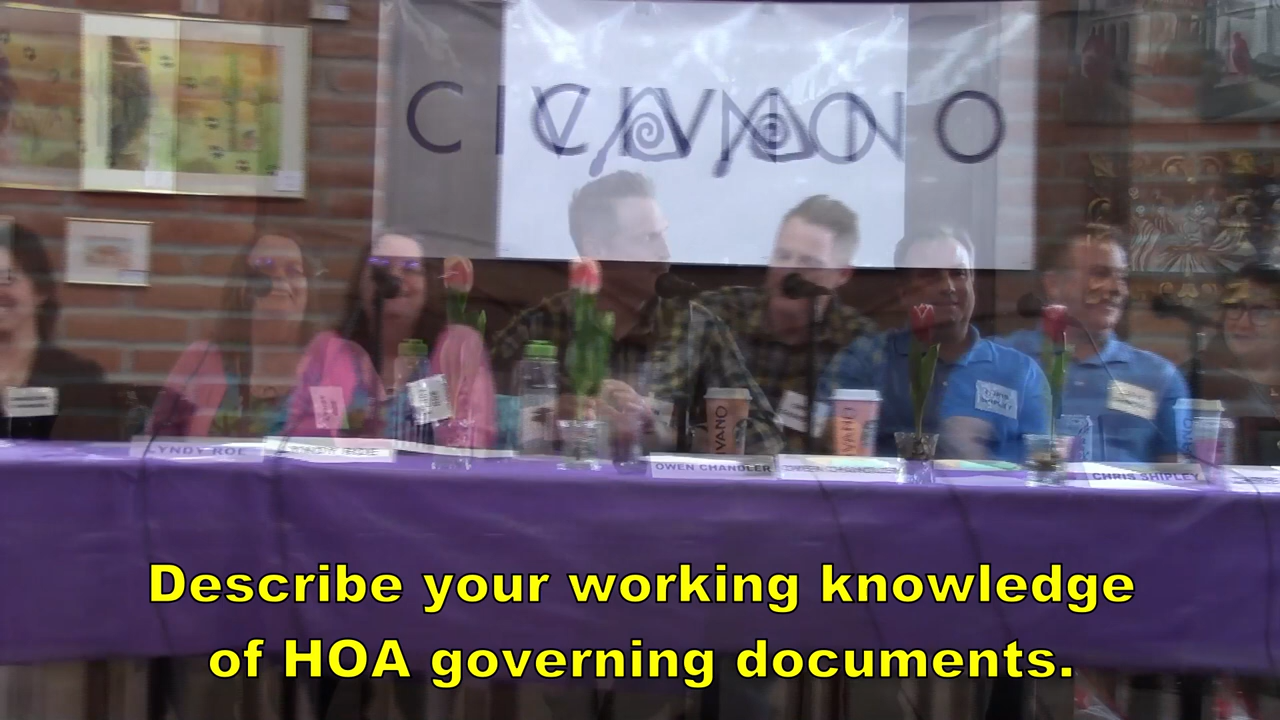 CIVANO
LYNDY ROE
OWEN CHANDLER
CHRIS SHIPLEY
Describe your working knowledge
of HOA governing documents.